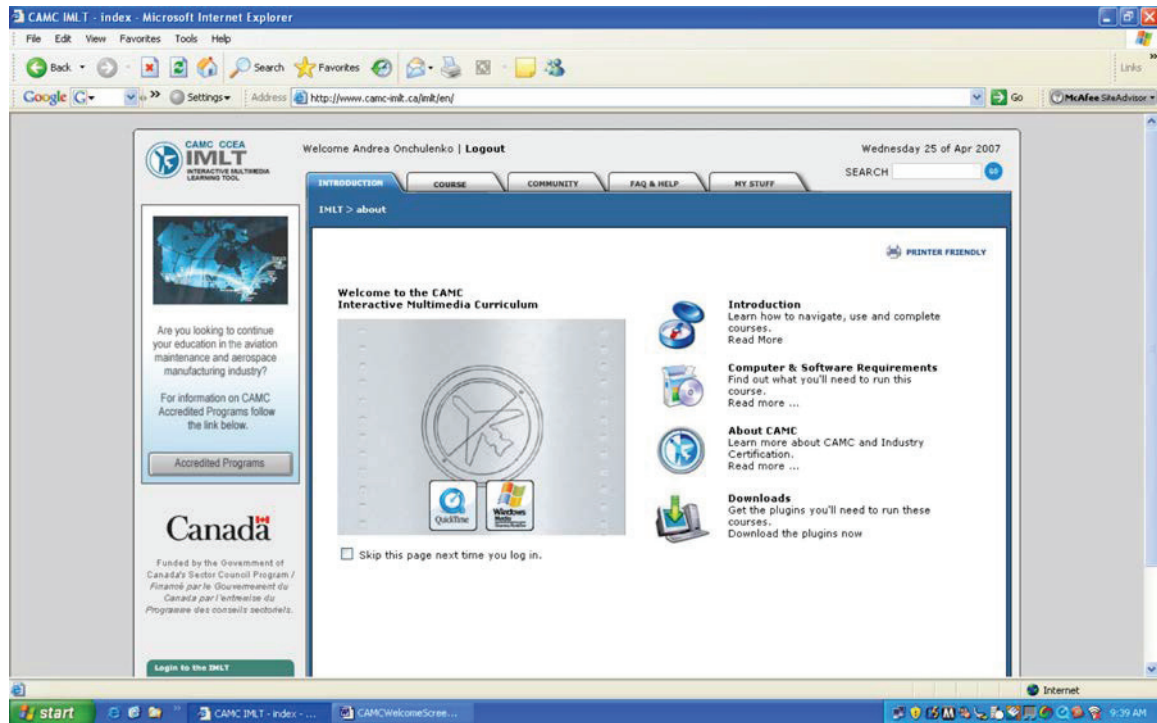 CAMC IMLT - index - Microsoft Internet Explorer
File Edit View Favorites Tools Help
Back Search Favorites
Links
Google Settings Address http://www.camc-imlt.ca/imlt/en/ Go McAfee SiteAdvisor
CAMC CCEA
IMLT
INTERACTIVE MULTIMEDIA
LEARNING TOOL
Welcome Andrea Onchulenko | Logout
Wednesday 25 of Apr 2007
SEARCH GO
INTRODUCTION COURSE COMMUNITY FAQ & HELP MY STUFF
IMLT > about
PRINTER FRIENDLY
Are you looking to continue
your education in the aviation
maintenance and aerospace
manufacturing industry?
For information on CAMC
Accredited Programs follow
the link below.
Accredited Programs
Canada
Funded by the Government of
Canada's Sector Council Program /
Financé par le Gouvernement du
Canada par l'entremise du
Programme des conseils sectoriels.
Login to the IMLT
Welcome to the CAMC
Interactive Multimedia Curriculum
QuickTime
Windows
Media
Skip this page next time you log in.
Introduction
Learn how to navigate, use and complete
courses.
Read More
Computer & Software Requirements
Find out what you'll need to run this
course.
Read more ...
About CAMC
Learn more about CAMC and Industry
Certification.
Read more ...
Downloads
Get the plugins you'll need to run these
courses.
Download the plugins now
Internet
start CAMC IMLT - index - ... CAMCWelcomeScree... 9:39 AM